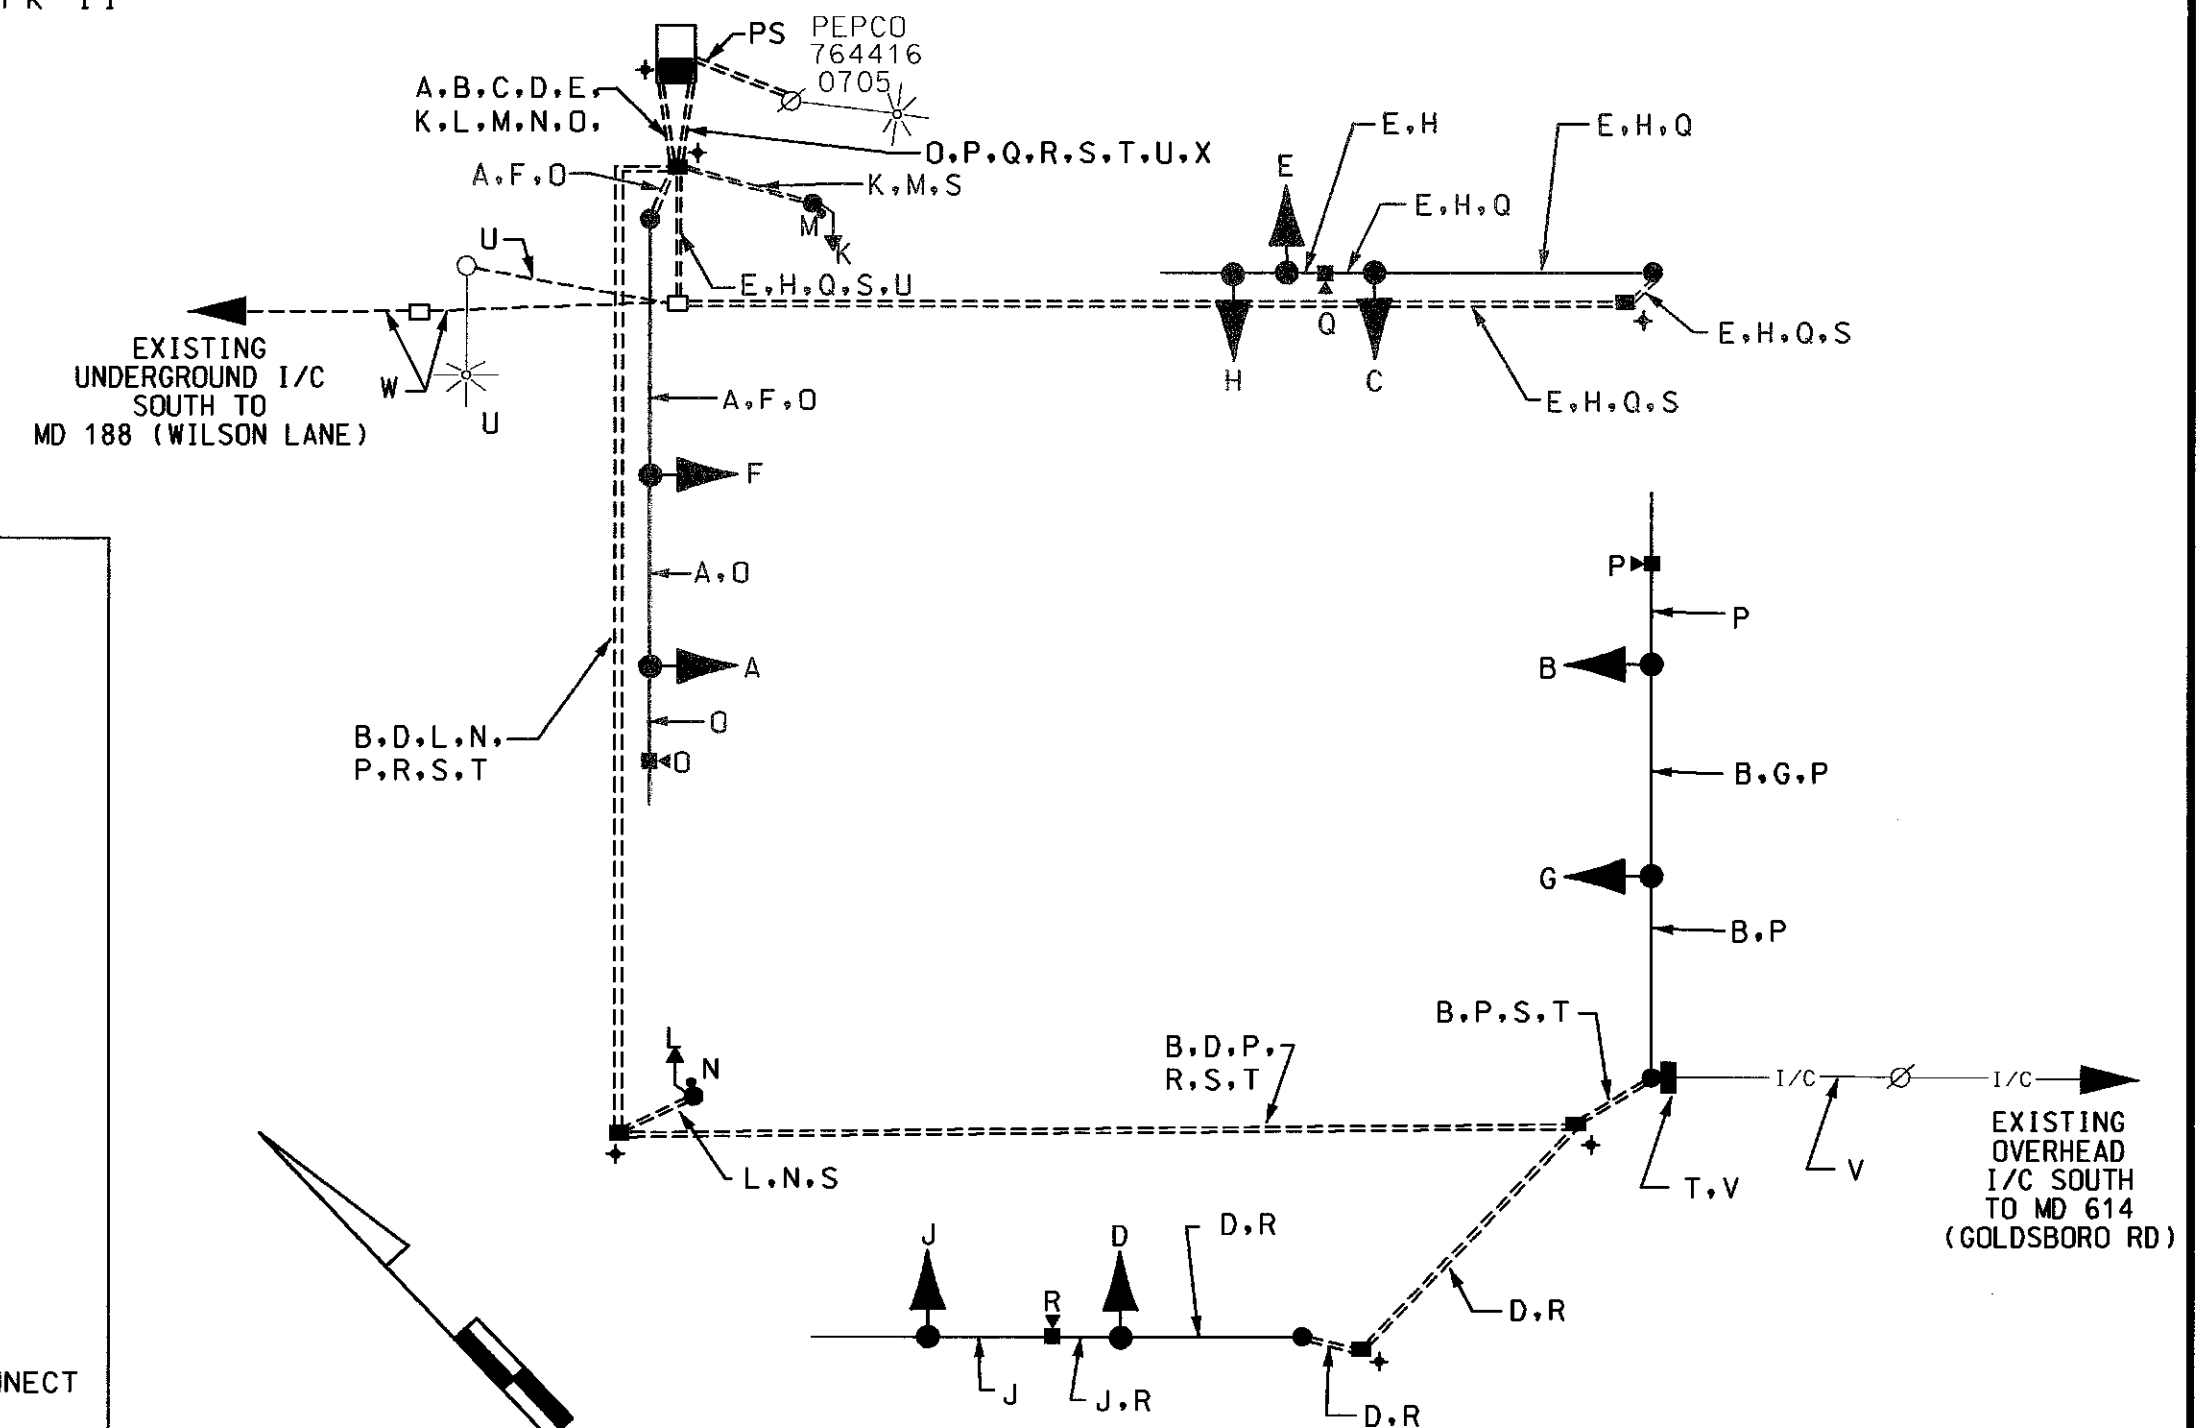 PS
PEPCO
764416
0705
A,B,C,D,E,
K,L,M,N,O,
O,P,Q,R,S,T,U,X
A,F,O
K,M,S
M
K
E,H
E,H,Q
E
E,H,Q
U
E,H,Q,S,U
Q
H
C
E,H,Q,S
E,H,Q,S
EXISTING
UNDERGROUND I/C
SOUTH TO
MD 188 (WILSON LANE)
W
U
A,F,O
F
A,O
A
O
O
B,D,L,N,
P,R,S,T
P
P
B
B,G,P
G
B,P
B,P,S,T
B,D,P,
R,S,T
L
N
L,N,S
I/C
I/C
T,V
V
EXISTING
OVERHEAD
I/C SOUTH
TO MD 614
(GOLDSBORO RD)
J
R
D
D,R
D,R
J
J,R
D,R
NNECT